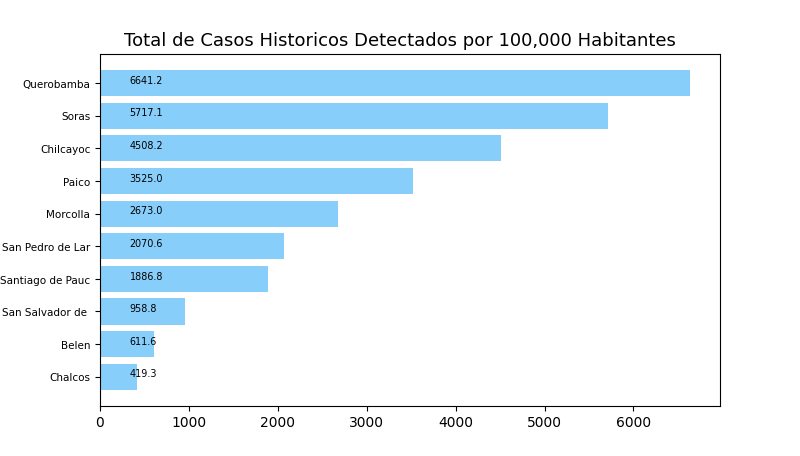 Total de Casos Historicos Detectados por 100,000 Habitantes
Querobamba 6641.2
Soras 5717.1
Chilcayoc 4508.2
Paico 3525.0
Morcolla 2673.0
San Pedro de Lar 2070.6
Santiago de Pauc 1886.8
San Salvador de 958.8
Belen 611.6
Chalcos 419.3
0 1000 2000 3000 4000 5000 6000